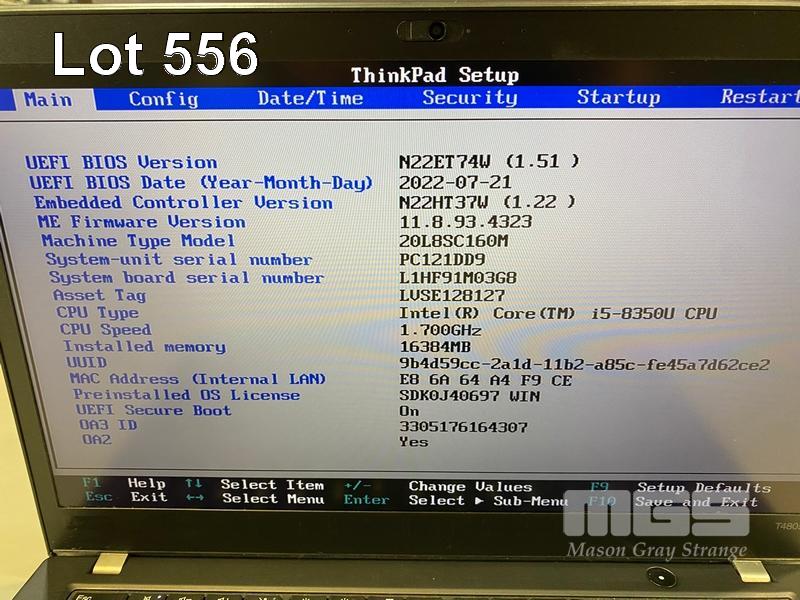 Lot 556
ThinkPad Setup
Main Config Date/Time Security Startup Restart
UEFI BIOS Version N22ET74W (1.51 )
UEFI BIOS Date (Year-Month-Day) 2022-07-21
Embedded Controller Version N22HT37W (1.22 )
ME Firmware Version 11.8.93.4323
Machine Type Model 20L8SC160M
System-unit serial number PC121DD9
System board serial number L1HF91M03G8
Asset Tag LVSE128127
CPU Type Intel(R) Core(TM) i5-8350U CPU
CPU Speed 1.700GHz
Installed memory 16384MB
UUID 9b4d59cc-2a1d-11b2-a85c-fe45a7d62ce2
MAC Address (Internal LAN) E8 6A 64 A4 F9 CE
Preinstalled OS License SDK0J40697 WIN
UEFI Secure Boot On
OA3 ID 3305176164307
OA2 Yes
F1 Help ↑↓ Select Item +/- Change Values F9 Setup Defaults
Esc Exit ←→ Select Menu Enter Select ▶ Sub-Menu F10 Save and Exit
MGS
Mason Gray Strange
T480s
Esc